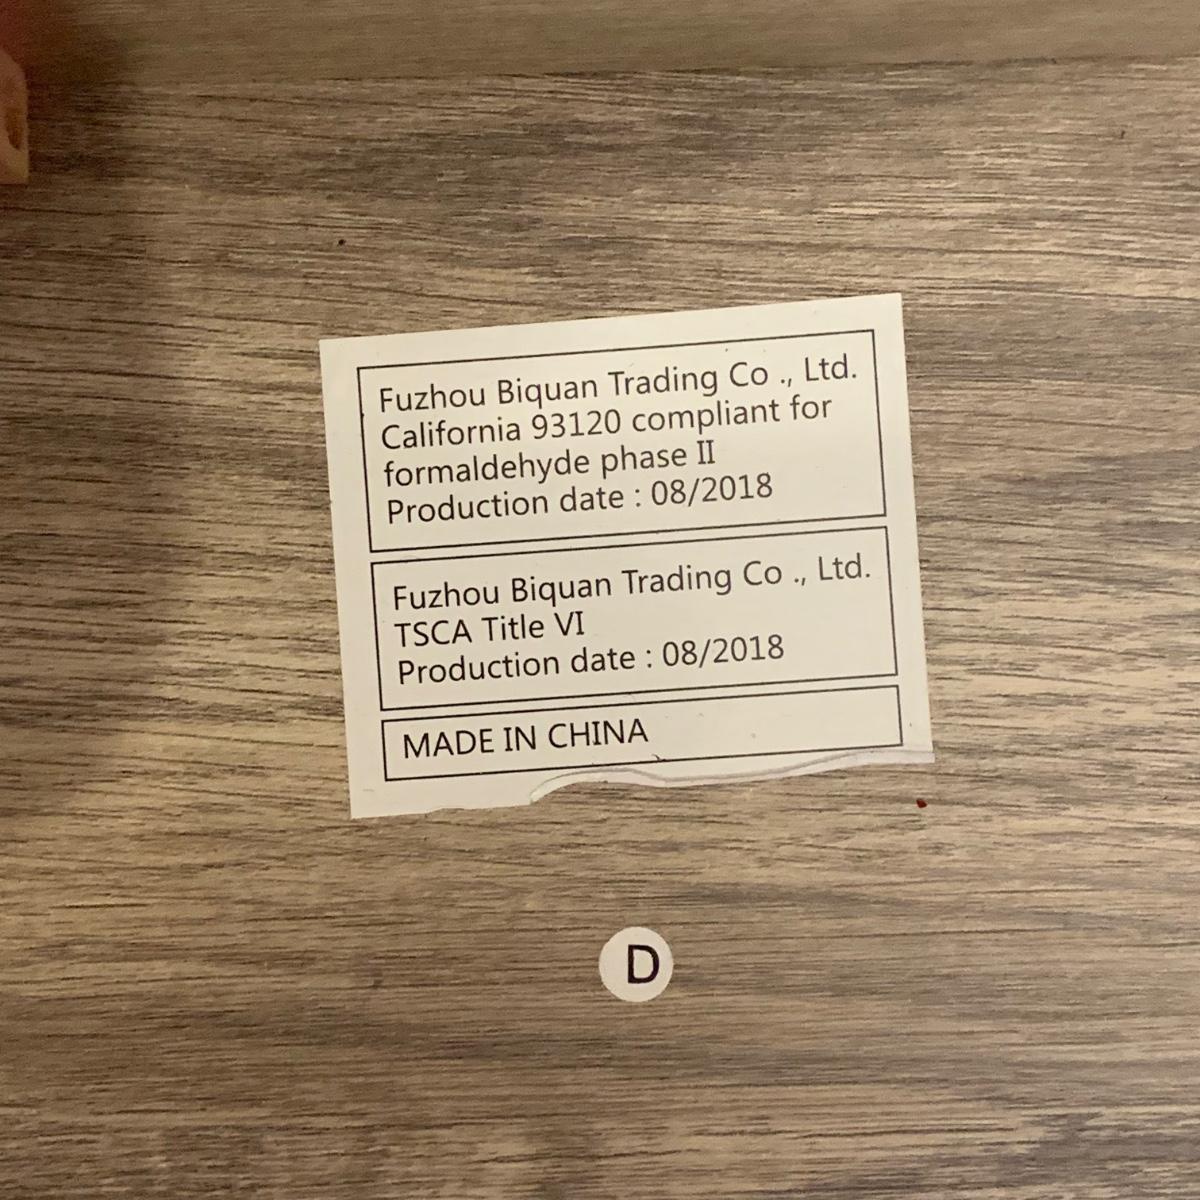 Fuzhou Biquan Trading Co ., Ltd.
California 93120 compliant for
formaldehyde phase II
Production date : 08/2018
Fuzhou Biquan Trading Co ., Ltd.
TSCA Title VI
Production date : 08/2018
MADE IN CHINA
D